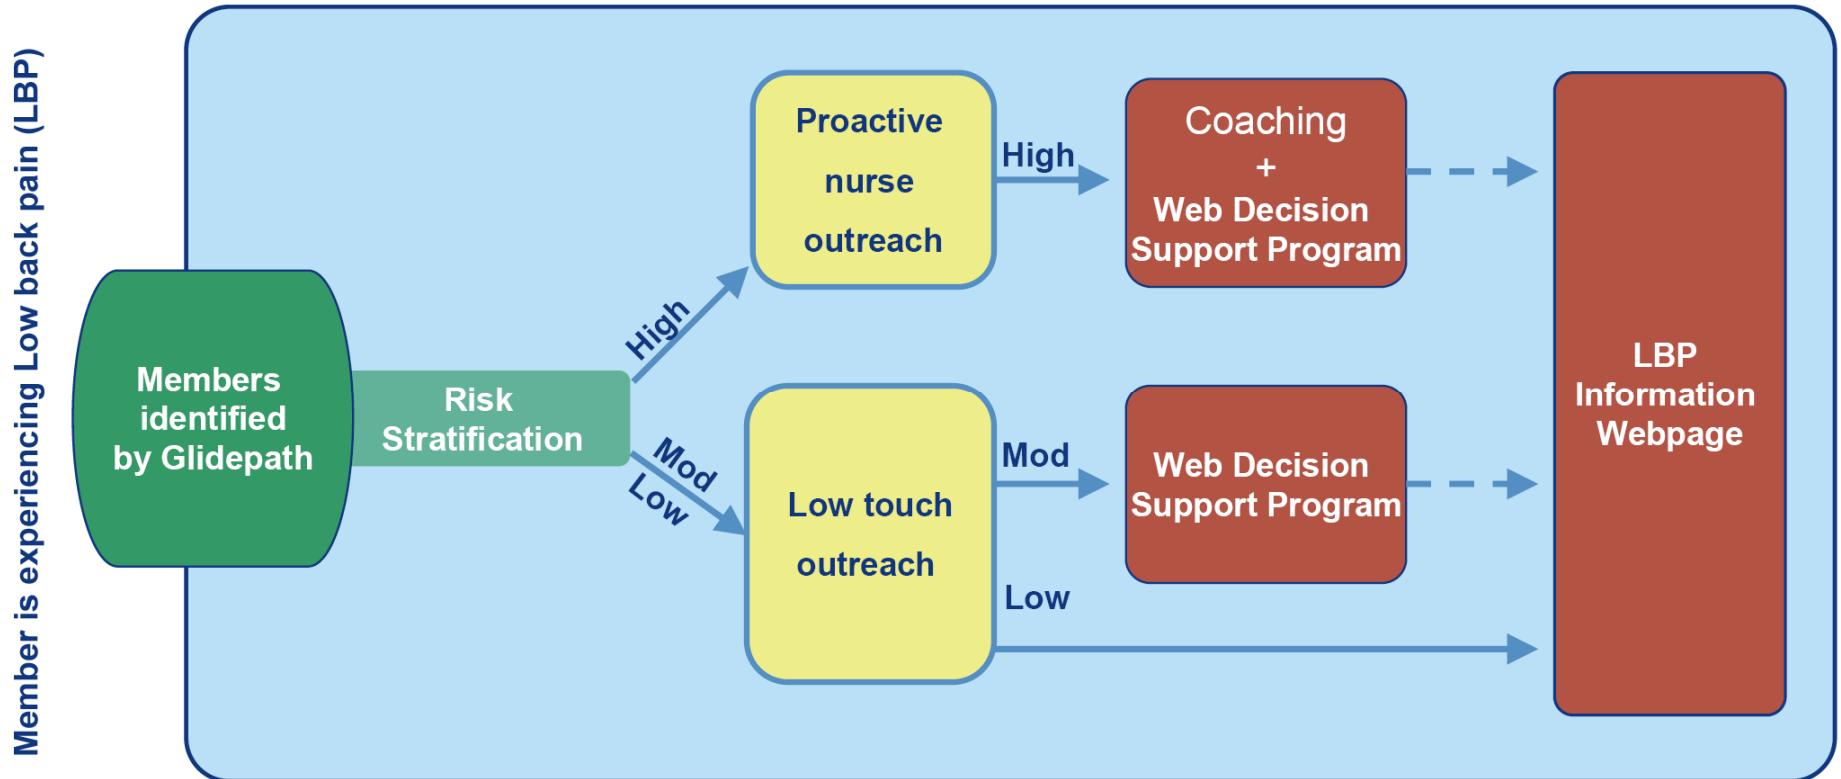 Member is experiencing Low back pain (LBP)
Members
identified
by Glidepath
Risk
Stratification
High
Mod
Low
Proactive
nurse
outreach
High
Coaching
+
Web Decision
Support Program
Low touch
outreach
Mod
Web Decision
Support Program
Low
LBP
Information
Webpage